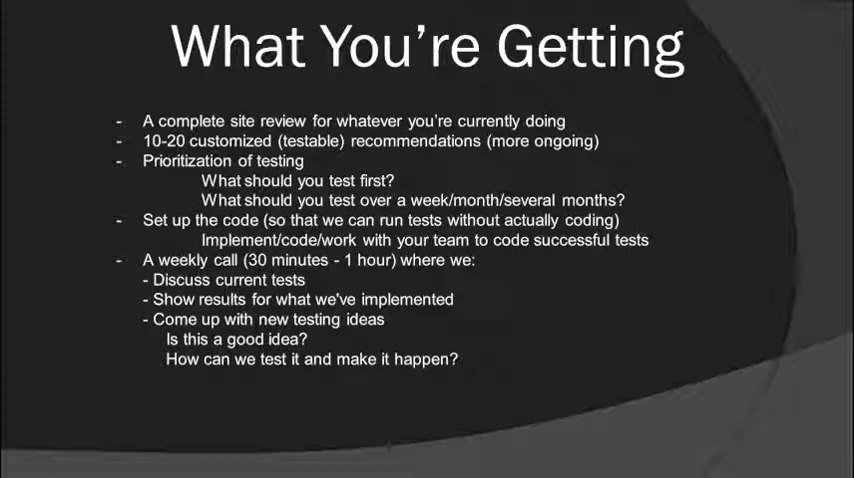 What You're Getting
- A complete site review for whatever you're currently doing
- 10-20 customized (testable) recommendations (more ongoing)
- Prioritization of testing
What should you test first?
What should you test over a week/month/several months?
- Set up the code (so that we can run tests without actually coding)
Implement/code/work with your team to code successful tests
- A weekly call (30 minutes - 1 hour) where we:
- Discuss current tests
- Show results for what we've implemented
- Come up with new testing ideas
Is this a good idea?
How can we test it and make it happen?